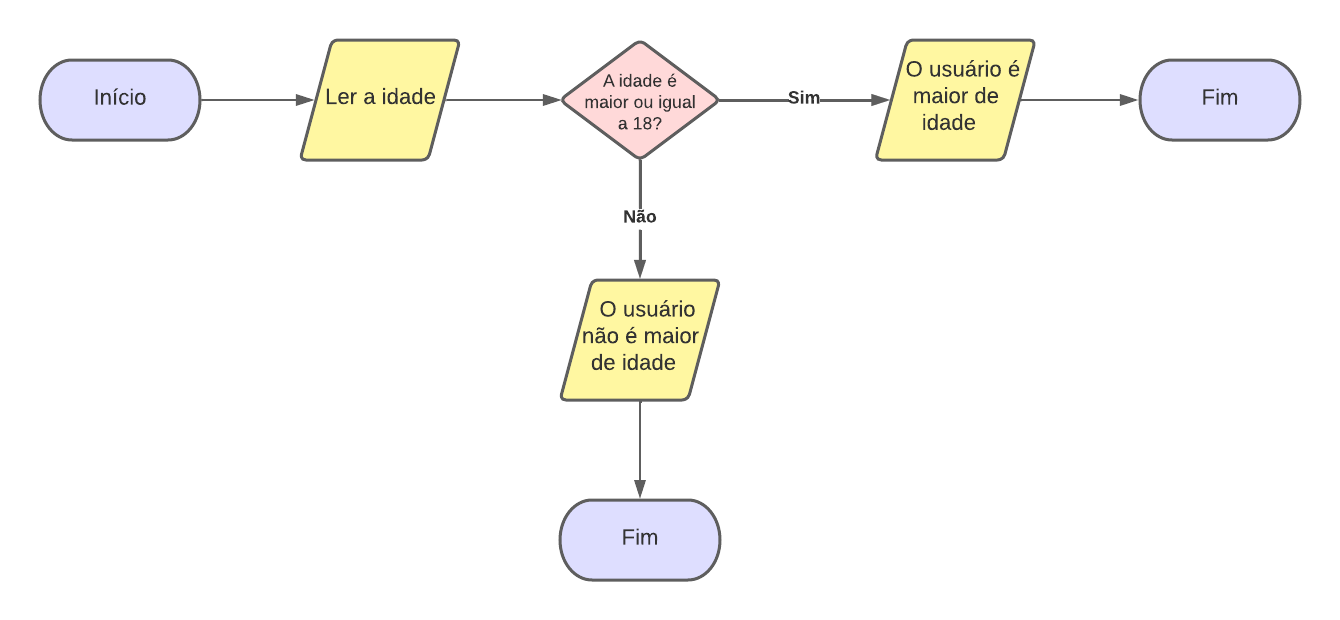 Início
Ler a idade
A idade é
maior ou igual
a 18?
Sim
O usuário é
maior de
idade
Fim
Não
O usuário
não é maior
de idade
Fim